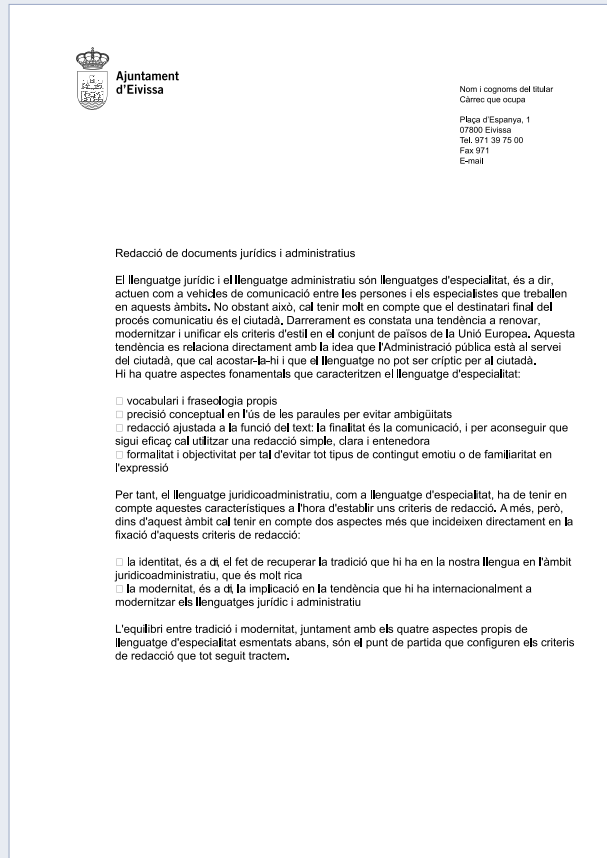 Ajuntament
d'Eivissa
Nom i cognoms del titular
Càrrec que ocupa
Plaça d'Espanya, 1
07800 Eivissa
Tel. 971 39 75 00
Fax 971
E-mail
Redacció de documents jurídics i administratius
El llenguatge jurídic i el llenguatge administratiu són llenguatges d'especialitat, és a dir,
actuen com a vehicles de comunicació entre les persones i els especialistes que treballen
en aquests àmbits. No obstant això, cal tenir molt en compte que el destinatari final del
procés comunicatiu és el ciutadà. Darrerament es constata una tendència a renovar,
modernitzar i unificar els criteris d'estil en el conjunt de països de la Unió Europea. Aquesta
tendència es relaciona directament amb la idea que l'Administració pública està al servei
del ciutadà, que cal acostar-la-hi i que el llenguatge no pot ser críptic per al ciutadà.
Hi ha quatre aspectes fonamentals que caracteritzen el llenguatge d'especialitat:
□ vocabulari i fraseologia propis
□ precisió conceptual en l'ús de les paraules per evitar ambigüitats
□ redacció ajustada a la funció del text: la finalitat és la comunicació, i per aconseguir que
sigui eficaç cal utilitzar una redacció simple, clara i entenedora
□ formalitat i objectivitat per tal d'evitar tot tipus de contingut emotiu o de familiaritat en
l'expressió
Per tant, el llenguatge juridicoadministratiu, com a llenguatge d'especialitat, ha de tenir en
compte aquestes característiques a l'hora d'establir uns criteris de redacció. A més, però,
dins d'aquest àmbit cal tenir en compte dos aspectes més que incideixen directament en la
fixació d'aquests criteris de redacció:
□ la identitat, és a dir, el fet de recuperar la tradició que hi ha en la nostra llengua en l'àmbit
juridicoadministratiu, que és molt rica
□ la modernitat, és a dir, la implicació en la tendència que hi ha internacionalment a
modernitzar els llenguatges jurídic i administratiu
L'equilibri entre tradició i modernitat, juntament amb els quatre aspectes propis de
llenguatge d'especialitat esmentats abans, són el punt de partida que configuren els criteris
de redacció que tot seguit tractem.